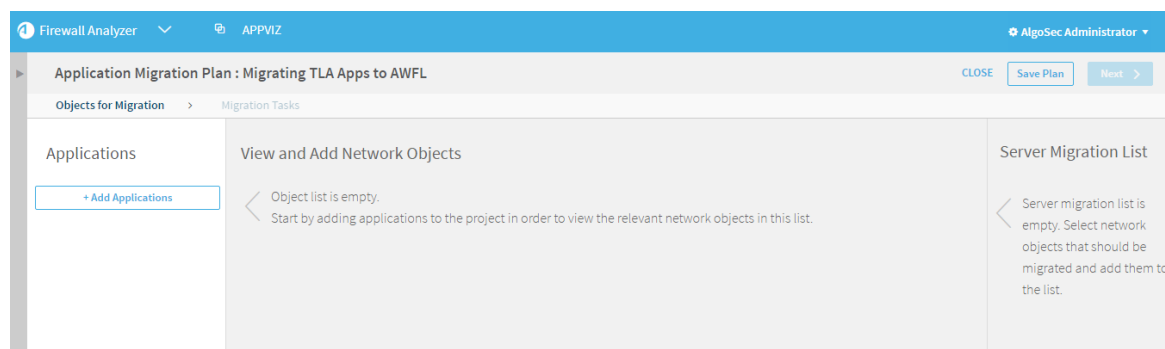 Firewall Analyzer
APPVIZ
AlgoSec Administrator
Application Migration Plan : Migrating TLA Apps to AWFL
CLOSE
Save Plan
Next
Objects for Migration
Migration Tasks
Applications
+ Add Applications
View and Add Network Objects
Object list is empty.
Start by adding applications to the project in order to view the relevant network objects in this list.
Server Migration List
Server migration list is
empty. Select network
objects that should be
migrated and add them to
the list.